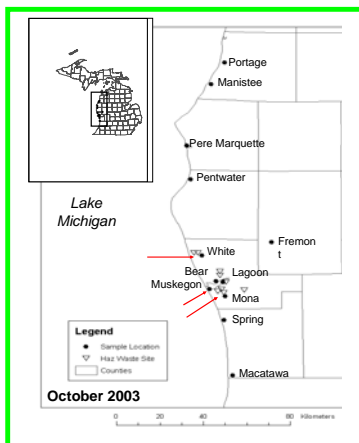 Portage
Manistee
Pere Marquette
Pentwater
Lake
Michigan
Fremon
t
White
Bear
Lagoon
Muskegon
Mona
Spring
Macatawa
Legend
Sample Location
Haz Waste Site
Counties
October 2003
0
20
40
60
80 Kilometers